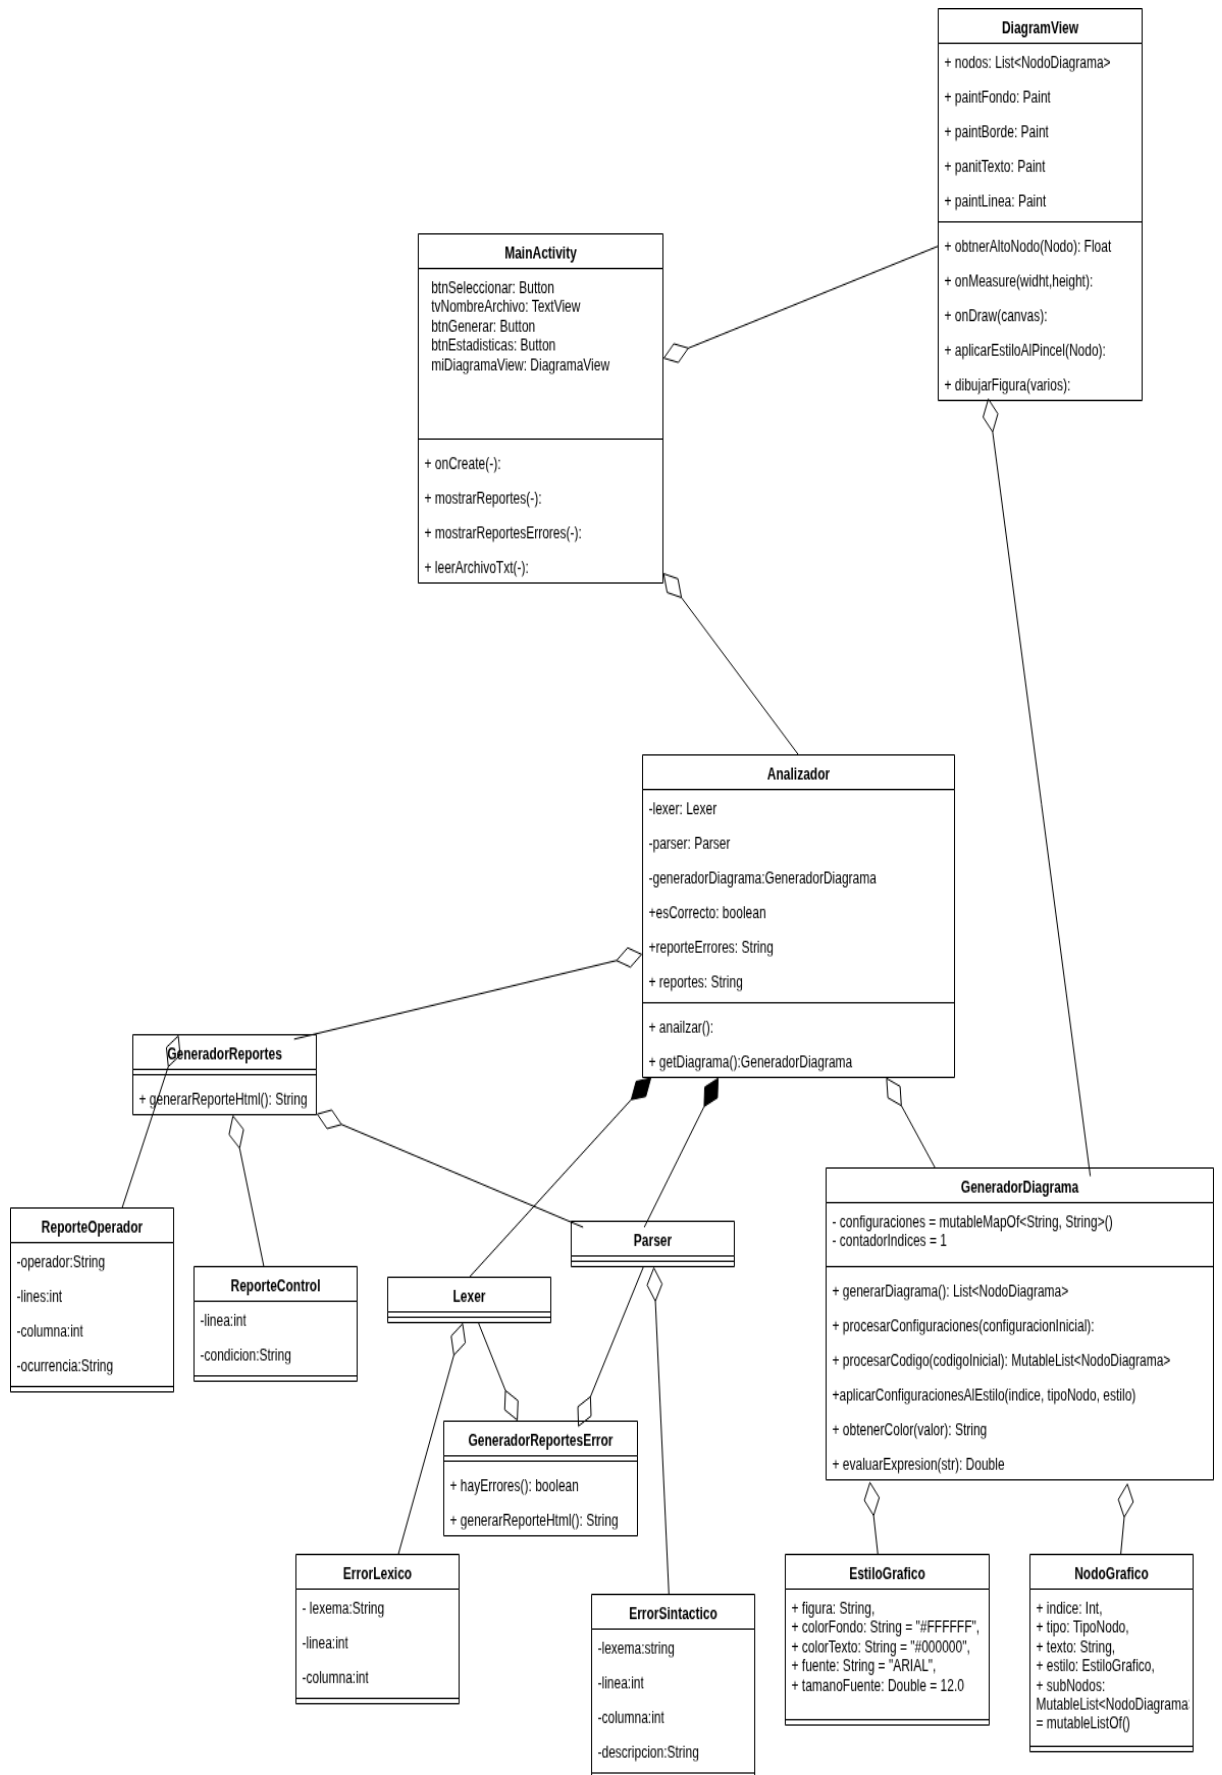 DiagramView
+ nodos: List<NodoDiagrama>
+ paintFondo: Paint
+ paintBorde: Paint
+ panitTexto: Paint
+ paintLinea: Paint
+ obtnerAltoNodo(Nodo): Float
+ onMeasure(widht,height):
+ onDraw(canvas):
+ aplicarEstiloAlPincel(Nodo):
+ dibujarFigura(varios):
MainActivity
btnSeleccionar: Button
tvNombreArchivo: TextView
btnGenerar: Button
btnEstadisticas: Button
miDiagramaView: DiagramaView
+ onCreate(-):
+ mostrarReportes(-):
+ mostrarReportesErrores(-):
+ leerArchivoTxt(-):
Analizador
-lexer: Lexer
-parser: Parser
-generadorDiagrama:GeneradorDiagrama
+esCorrecto: boolean
+reporteErrores: String
+ reportes: String
+ anailzar():
+ getDiagrama():GeneradorDiagrama
GeneradorReportes
+ generarReporteHtml(): String
ReporteOperador
-operador:String
-lines:int
-columna:int
-ocurrencia:String
ReporteControl
-linea:int
-condicion:String
Lexer
Parser
GeneradorReportesError
+ hayErrores(): boolean
+ generarReporteHtml(): String
GeneradorDiagrama
- configuraciones = mutableMapOf<String, String>()
- contadorIndices = 1
+ generarDiagrama(): List<NodoDiagrama>
+ procesarConfiguraciones(configuracionInicial):
+ procesarCodigo(codigoInicial): MutableList<NodoDiagrama>
+aplicarConfiguracionesAlEstilo(indice, tipoNodo, estilo)
+ obtenerColor(valor): String
+ evaluarExpresion(str): Double
ErrorLexico
- lexema:String
-linea:int
-columna:int
ErrorSintactico
-lexema:string
-linea:int
-columna:int
-descripcion:String
EstiloGrafico
+ figura: String,
+ colorFondo: String = "#FFFFFF",
+ colorTexto: String = "#000000",
+ fuente: String = "ARIAL",
+ tamanoFuente: Double = 12.0
NodoGrafico
+ indice: Int,
+ tipo: TipoNodo,
+ texto: String,
+ estilo: EstiloGrafico,
+ subNodos:
MutableList<NodoDiagrama
= mutableListOf()